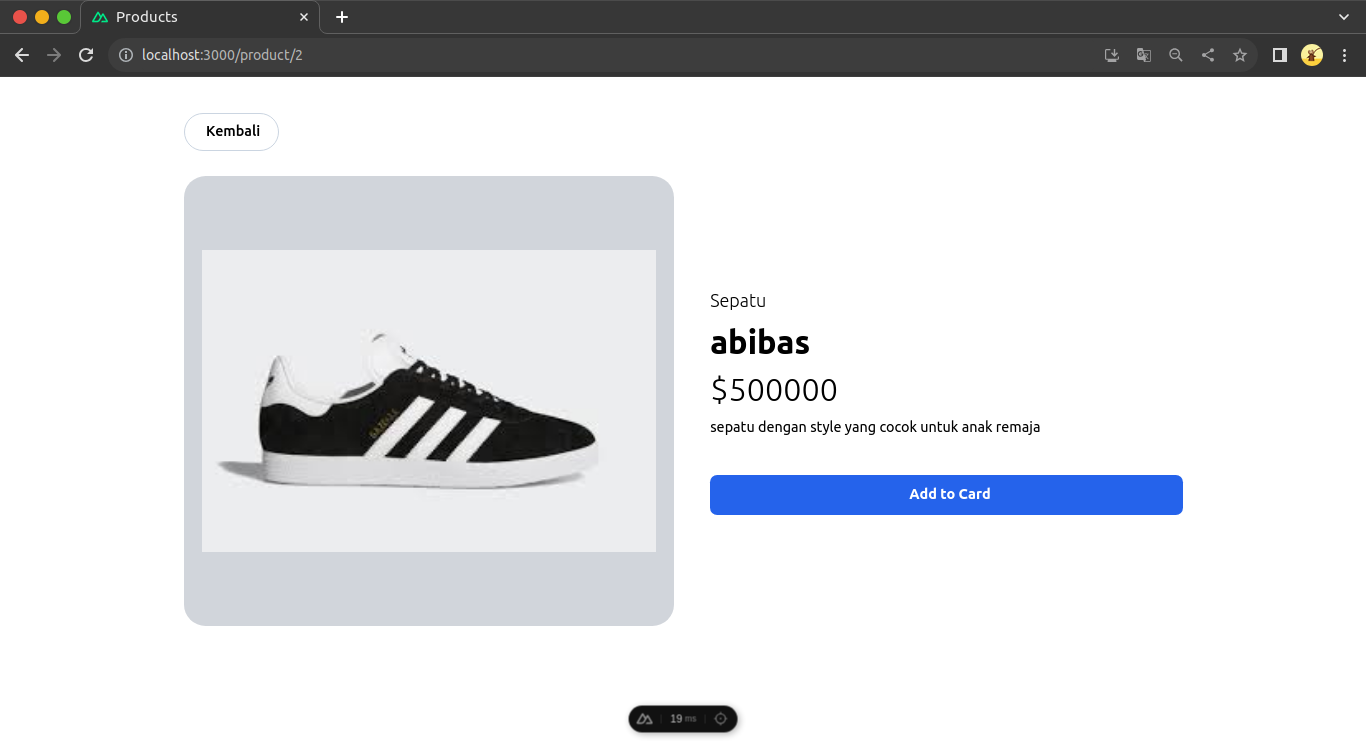 Products
localhost:3000/product/2
Kembali
Sepatu
abibas
$500000
sepatu dengan style yang cocok untuk anak remaja
Add to Card
GAZELLE
19 ms